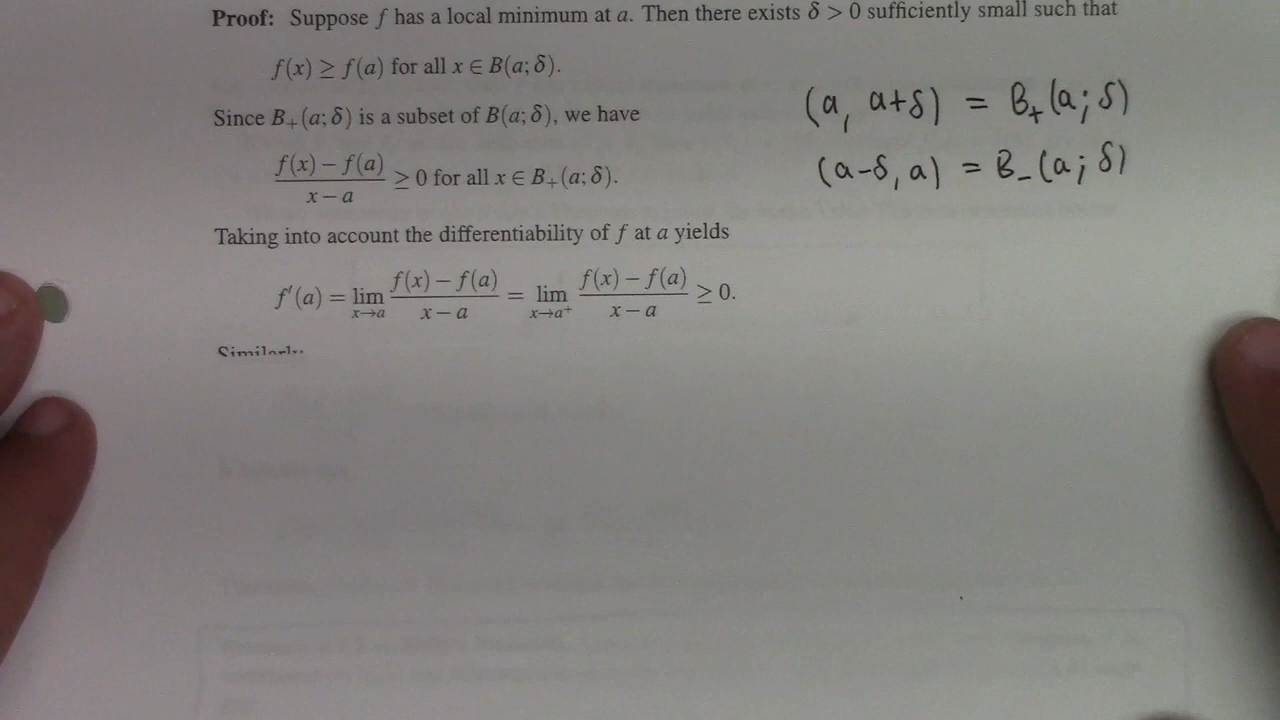 Proof: Suppose f has a local minimum at a. Then there exists δ > 0 sufficiently small such that
f(x) ≥ f(a) for all x ∈ B(a;δ).
(a, a+δ) = B₊(a;δ)
Since B₊(a;δ) is a subset of B(a;δ), we have
(a-δ, a) = B₋(a;δ)
(f(x) − f(a))/(x − a) ≥ 0 for all x ∈ B₊(a;δ).
Taking into account the differentiability of f at a yields
f′(a) = lim_{x→a} (f(x) − f(a))/(x − a) = lim_{x→a⁺} (f(x) − f(a))/(x − a) ≥ 0.